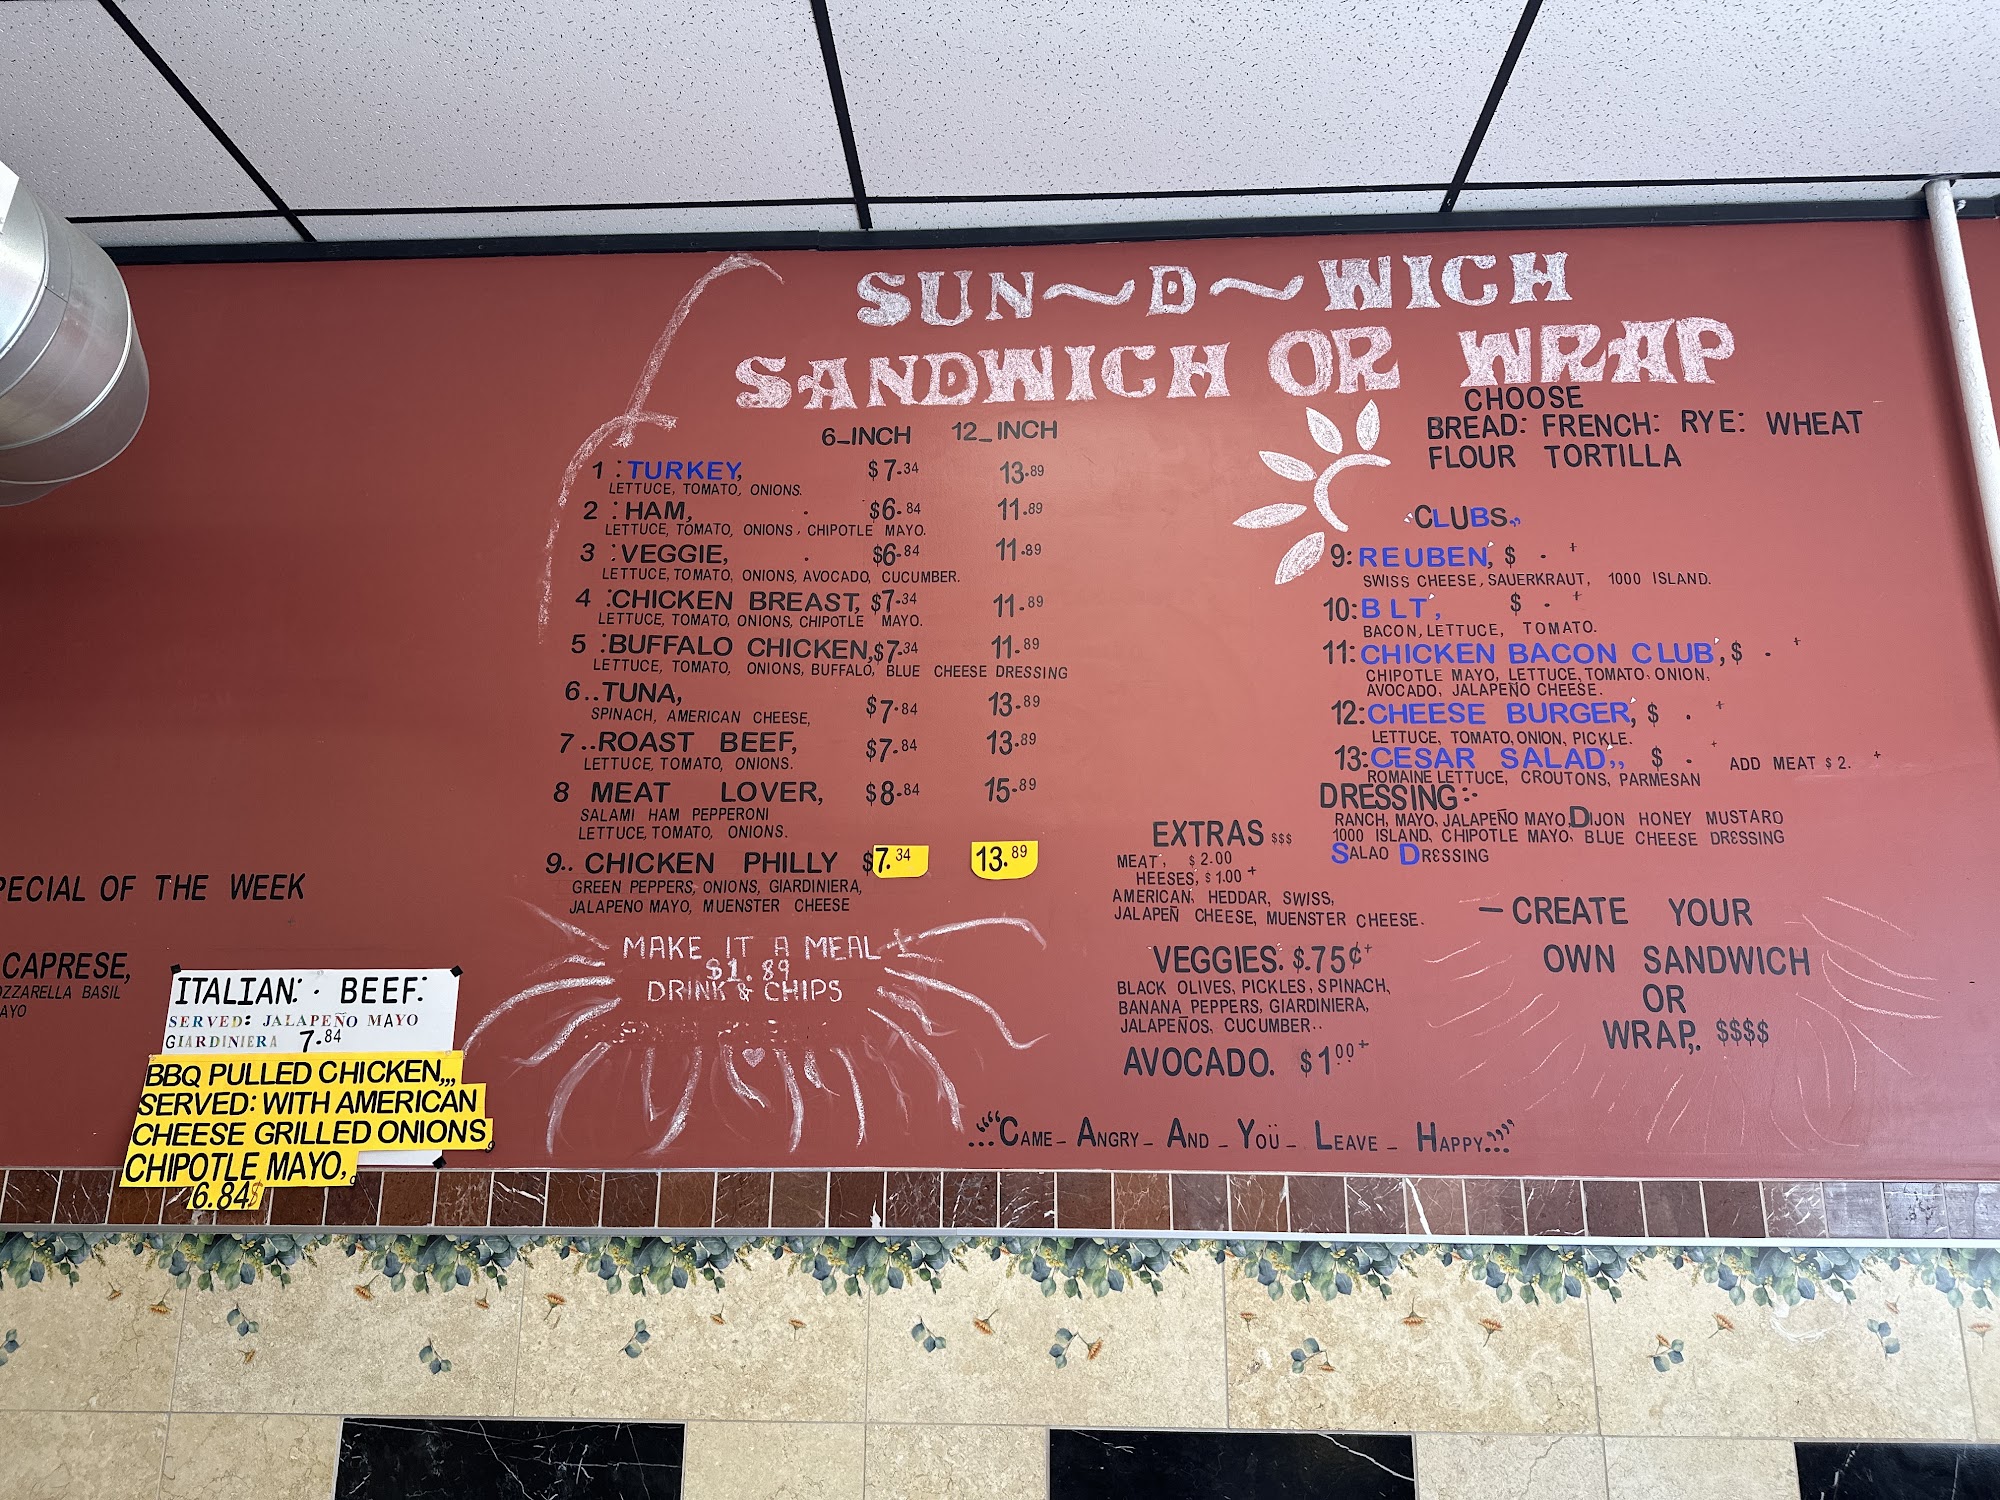 SUN~D~WICH
SANDWICH OR WRAP
6-INCH 12_INCH
1 :TURKEY, $7.34 13.89
LETTUCE, TOMATO, ONIONS.
2 :HAM, $6.84 11.89
LETTUCE, TOMATO, ONIONS, CHIPOTLE MAYO.
3 :VEGGIE, $6.84 11.89
LETTUCE, TOMATO, ONIONS, AVOCADO, CUCUMBER.
4 :CHICKEN BREAST, $7.34 11.89
LETTUCE, TOMATO, ONIONS, CHIPOTLE MAYO.
5 :BUFFALO CHICKEN, $7.34 11.89
LETTUCE, TOMATO, ONIONS, BUFFALO, BLUE CHEESE DRESSING
6..TUNA, $7.84 13.89
SPINACH, AMERICAN CHEESE,
7..ROAST BEEF, $7.84 13.89
LETTUCE, TOMATO, ONIONS.
8 MEAT LOVER, $8.84 15.89
SALAMI HAM PEPPERONI
LETTUCE, TOMATO, ONIONS.
9.. CHICKEN PHILLY $7.34 13.89
GREEN PEPPERS, ONIONS, GIARDINIERA,
JALAPENO MAYO, MUENSTER CHEESE
MAKE IT A MEAL +
$1.89
DRINK & CHIPS
CHOOSE
BREAD: FRENCH: RYE: WHEAT
FLOUR TORTILLA
"CLUBS,,
9:REUBEN, $ . +
SWISS CHEESE, SAUERKRAUT, 1000 ISLAND.
10:BLT, $ . +
BACON, LETTUCE, TOMATO.
11:CHICKEN BACON CLUB, $ . +
CHIPOTLE MAYO, LETTUCE, TOMATO, ONION,
AVOCADO, JALAPEÑO CHEESE.
12:CHEESE BURGER, $ . +
LETTUCE, TOMATO, ONION, PICKLE.
13:CESAR SALAD,, $ . + ADD MEAT $2. +
ROMAINE LETTUCE, CROUTONS, PARMESAN
DRESSING:-
RANCH, MAYO, JALAPEÑO MAYO, DIJON HONEY MUSTARD
1000 ISLAND, CHIPOTLE MAYO, BLUE CHEESE DRESSING
SALAD DRESSING
EXTRAS $$$
MEAT, $2.00
HEESES, $1.00+
AMERICAN, HEDDAR, SWISS,
JALAPEÑ CHEESE, MUENSTER CHEESE.
VEGGIES. $.75¢+
BLACK OLIVES, PICKLES, SPINACH,
BANANA PEPPERS, GIARDINIERA,
JALAPEÑOS, CUCUMBER..
AVOCADO. $1.00+
-CREATE YOUR
OWN SANDWICH
OR
WRAP,. $$$$
..."“CAME_ ANGRY_ AND_ YOÜ_ LEAVE_ HAPPY:”"
PECIAL OF THE WEEK
CAPRESE,
OZZARELLA BASIL
AYO
ITALIAN: . BEEF:
SERVED: JALAPEÑO MAYO
GIARDINIERA 7.84
BBQ PULLED CHICKEN,,,
SERVED: WITH AMERICAN
CHEESE GRILLED ONIONS,
CHIPOTLE MAYO,.
6.84$